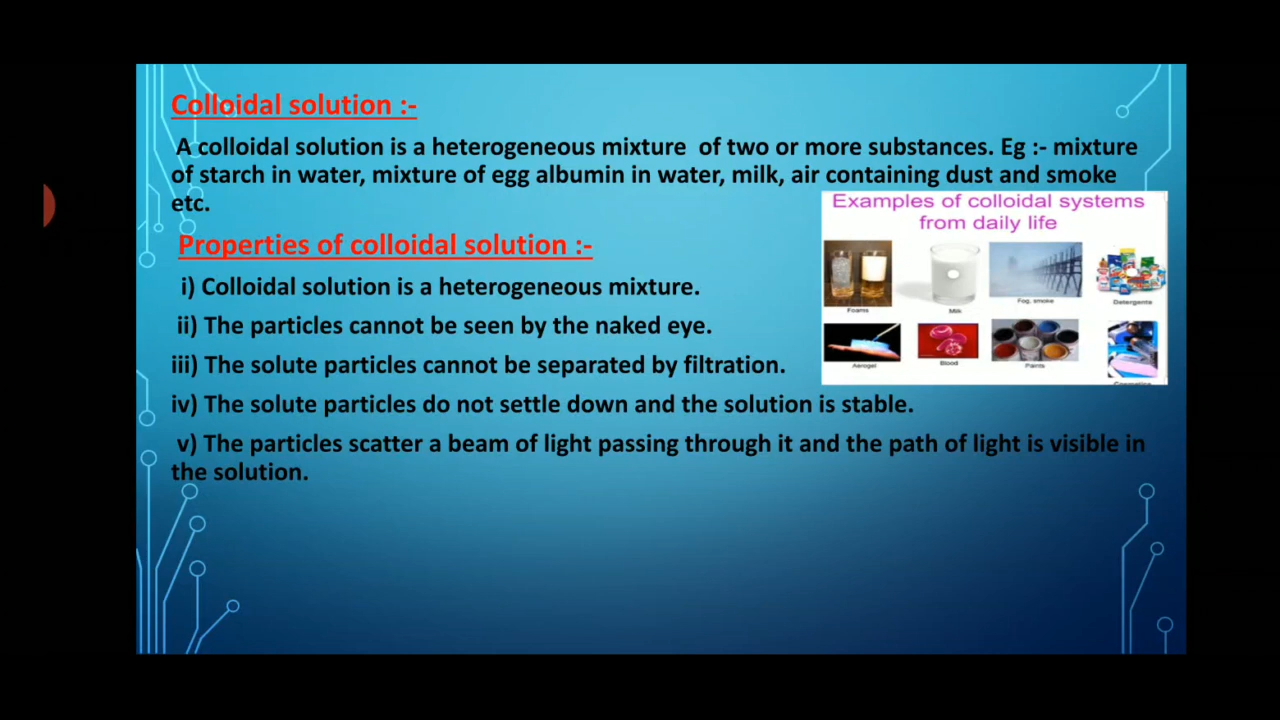 Colloidal solution :-
A colloidal solution is a heterogeneous mixture of two or more substances. Eg :- mixture
of starch in water, mixture of egg albumin in water, milk, air containing dust and smoke
etc.
Examples of colloidal systems
from daily life
Foams
Milk
Fog, smoke
Detergents
Aerogel
Blood
Paints
Cosmetics
Properties of colloidal solution :-
i) Colloidal solution is a heterogeneous mixture.
ii) The particles cannot be seen by the naked eye.
iii) The solute particles cannot be separated by filtration.
iv) The solute particles do not settle down and the solution is stable.
v) The particles scatter a beam of light passing through it and the path of light is visible in
the solution.